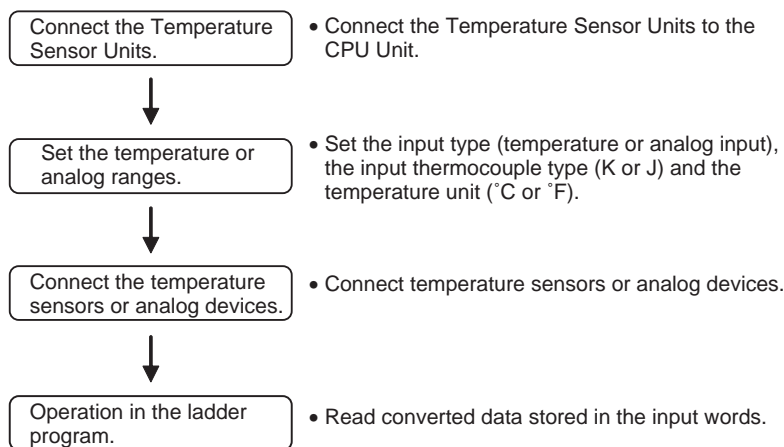 Connect the Temperature
Sensor Units.
• Connect the Temperature Sensor Units to the
CPU Unit.
Set the temperature or
analog ranges.
• Set the input type (temperature or analog input),
the input thermocouple type (K or J) and the
temperature unit (˚C or ˚F).
Connect the temperature
sensors or analog devices.
• Connect temperature sensors or analog devices.
Operation in the ladder
program.
• Read converted data stored in the input words.